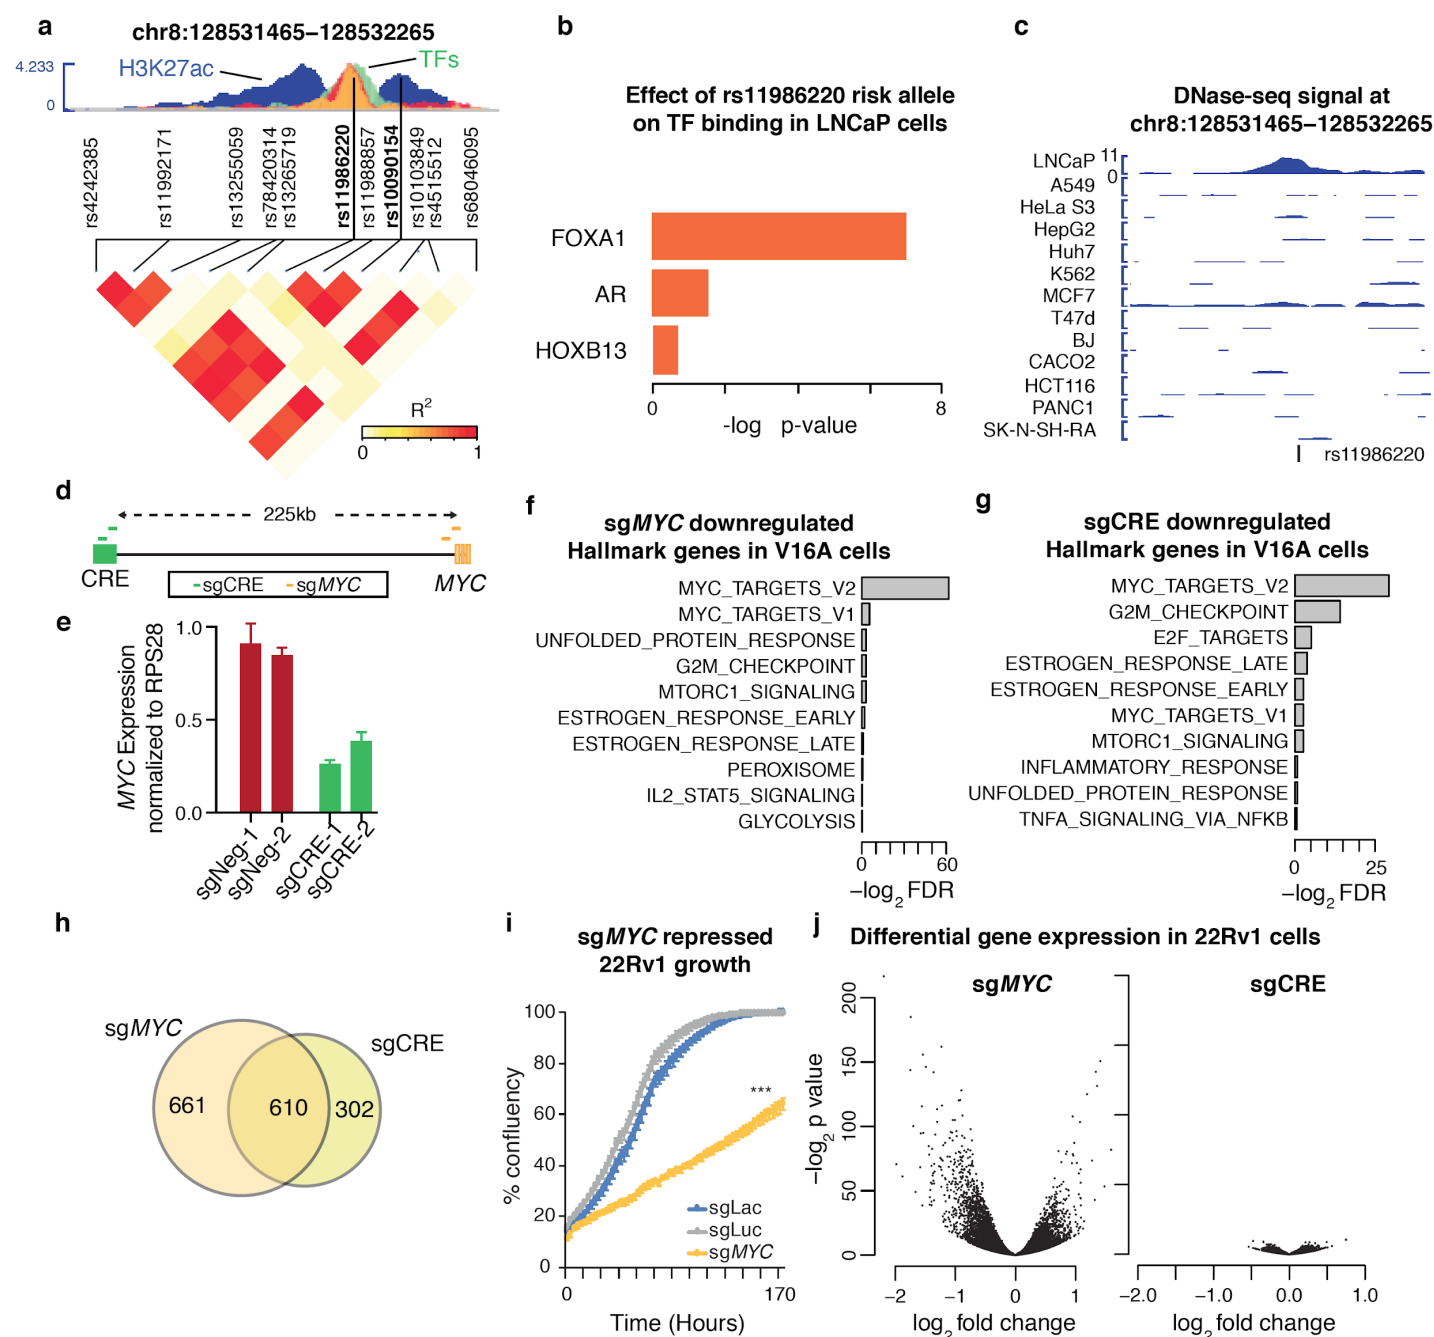 a
chr8:128531465–128532265
4.233
0
H3K27ac
TFs
rs4242385
rs11992171
rs13255059
rs78420314
rs13265719
rs11986220
rs11988857
rs10090154
rs10103849
rs4515512
rs68046095
R2
0
1
b
Effect of rs11986220 risk allele
on TF binding in LNCaP cells
FOXA1
AR
HOXB13
0
8
-log p-value
c
DNase-seq signal at
chr8:128531465–128532265
LNCaP
11
0
A549
HeLa S3
HepG2
Huh7
K562
MCF7
T47d
BJ
CACO2
HCT116
PANC1
SK-N-SH-RA
rs11986220
d
225kb
CRE
MYC
sgCRE
sgMYC
e
MYC Expression
normalized to RPS28
1.0
0.5
0.0
sgNeg-1
sgNeg-2
sgCRE-1
sgCRE-2
f
sgMYC downregulated
Hallmark genes in V16A cells
MYC_TARGETS_V2
MYC_TARGETS_V1
UNFOLDED_PROTEIN_RESPONSE
G2M_CHECKPOINT
MTORC1_SIGNALING
ESTROGEN_RESPONSE_EARLY
ESTROGEN_RESPONSE_LATE
PEROXISOME
IL2_STAT5_SIGNALING
GLYCOLYSIS
0
60
−log2 FDR
g
sgCRE downregulated
Hallmark genes in V16A cells
MYC_TARGETS_V2
G2M_CHECKPOINT
E2F_TARGETS
ESTROGEN_RESPONSE_LATE
ESTROGEN_RESPONSE_EARLY
MYC_TARGETS_V1
MTORC1_SIGNALING
INFLAMMATORY_RESPONSE
UNFOLDED_PROTEIN_RESPONSE
TNFA_SIGNALING_VIA_NFKB
0
25
−log2 FDR
h
sgMYC
sgCRE
661
610
302
i
sgMYC repressed
22Rv1 growth
% confluency
100
80
60
40
20
0
***
sgLac
sgLuc
sgMYC
0
170
Time (Hours)
j
Differential gene expression in 22Rv1 cells
sgMYC
sgCRE
−log2 p value
200
150
100
50
0
−2
−1
0
1
log2 fold change
−2.0
−1.0
0.0
1.0
log2 fold change